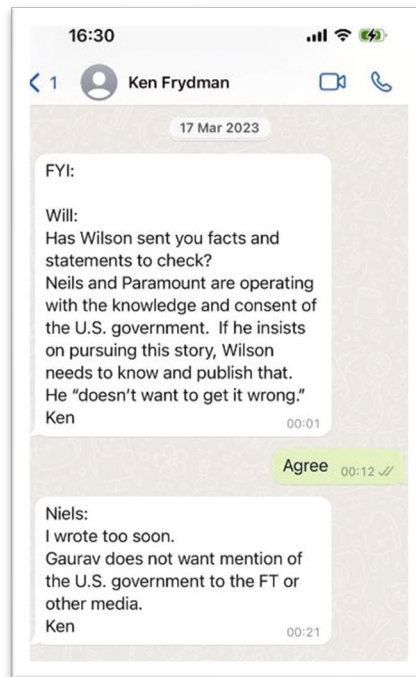 16:30
1 Ken Frydman
17 Mar 2023
FYI:
Will:
Has Wilson sent you facts and
statements to check?
Neils and Paramount are operating
with the knowledge and consent of
the U.S. government. If he insists
on pursuing this story, Wilson
needs to know and publish that.
He “doesn’t want to get it wrong.”
Ken
00:01
Agree 00:12
Niels:
I wrote too soon.
Gaurav does not want mention of
the U.S. government to the FT or
other media.
Ken
00:21